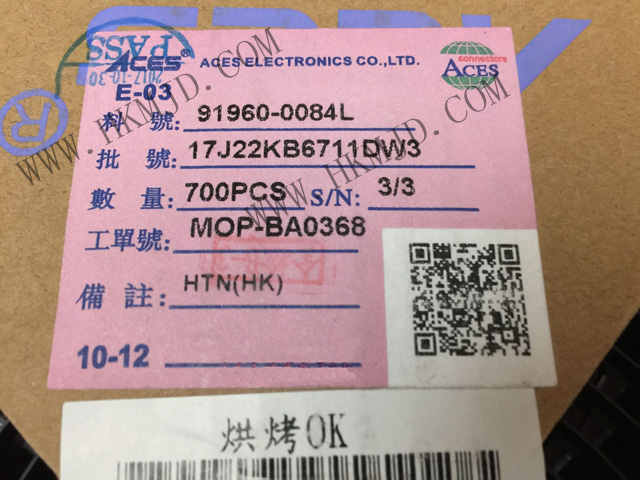 PASS
2017-10-30
ACES® ACES ELECTRONICS CO.,LTD.
connectors
ACES
E-03
料 號: 91960-0084L
批 號: 17J22KB6711DW3
數 量: 700PCS S/N: 3/3
工單號: MOP-BA0368
備 註: HTN(HK)
10-12
烘烤OK
WWW.HKMJD.COM
WWW.HKMJD.COM
®